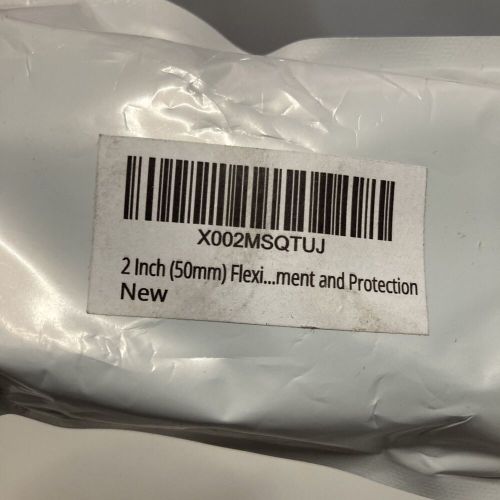 X002MSQTUJ
2 Inch (50mm) Flexi...ment and Protection
New